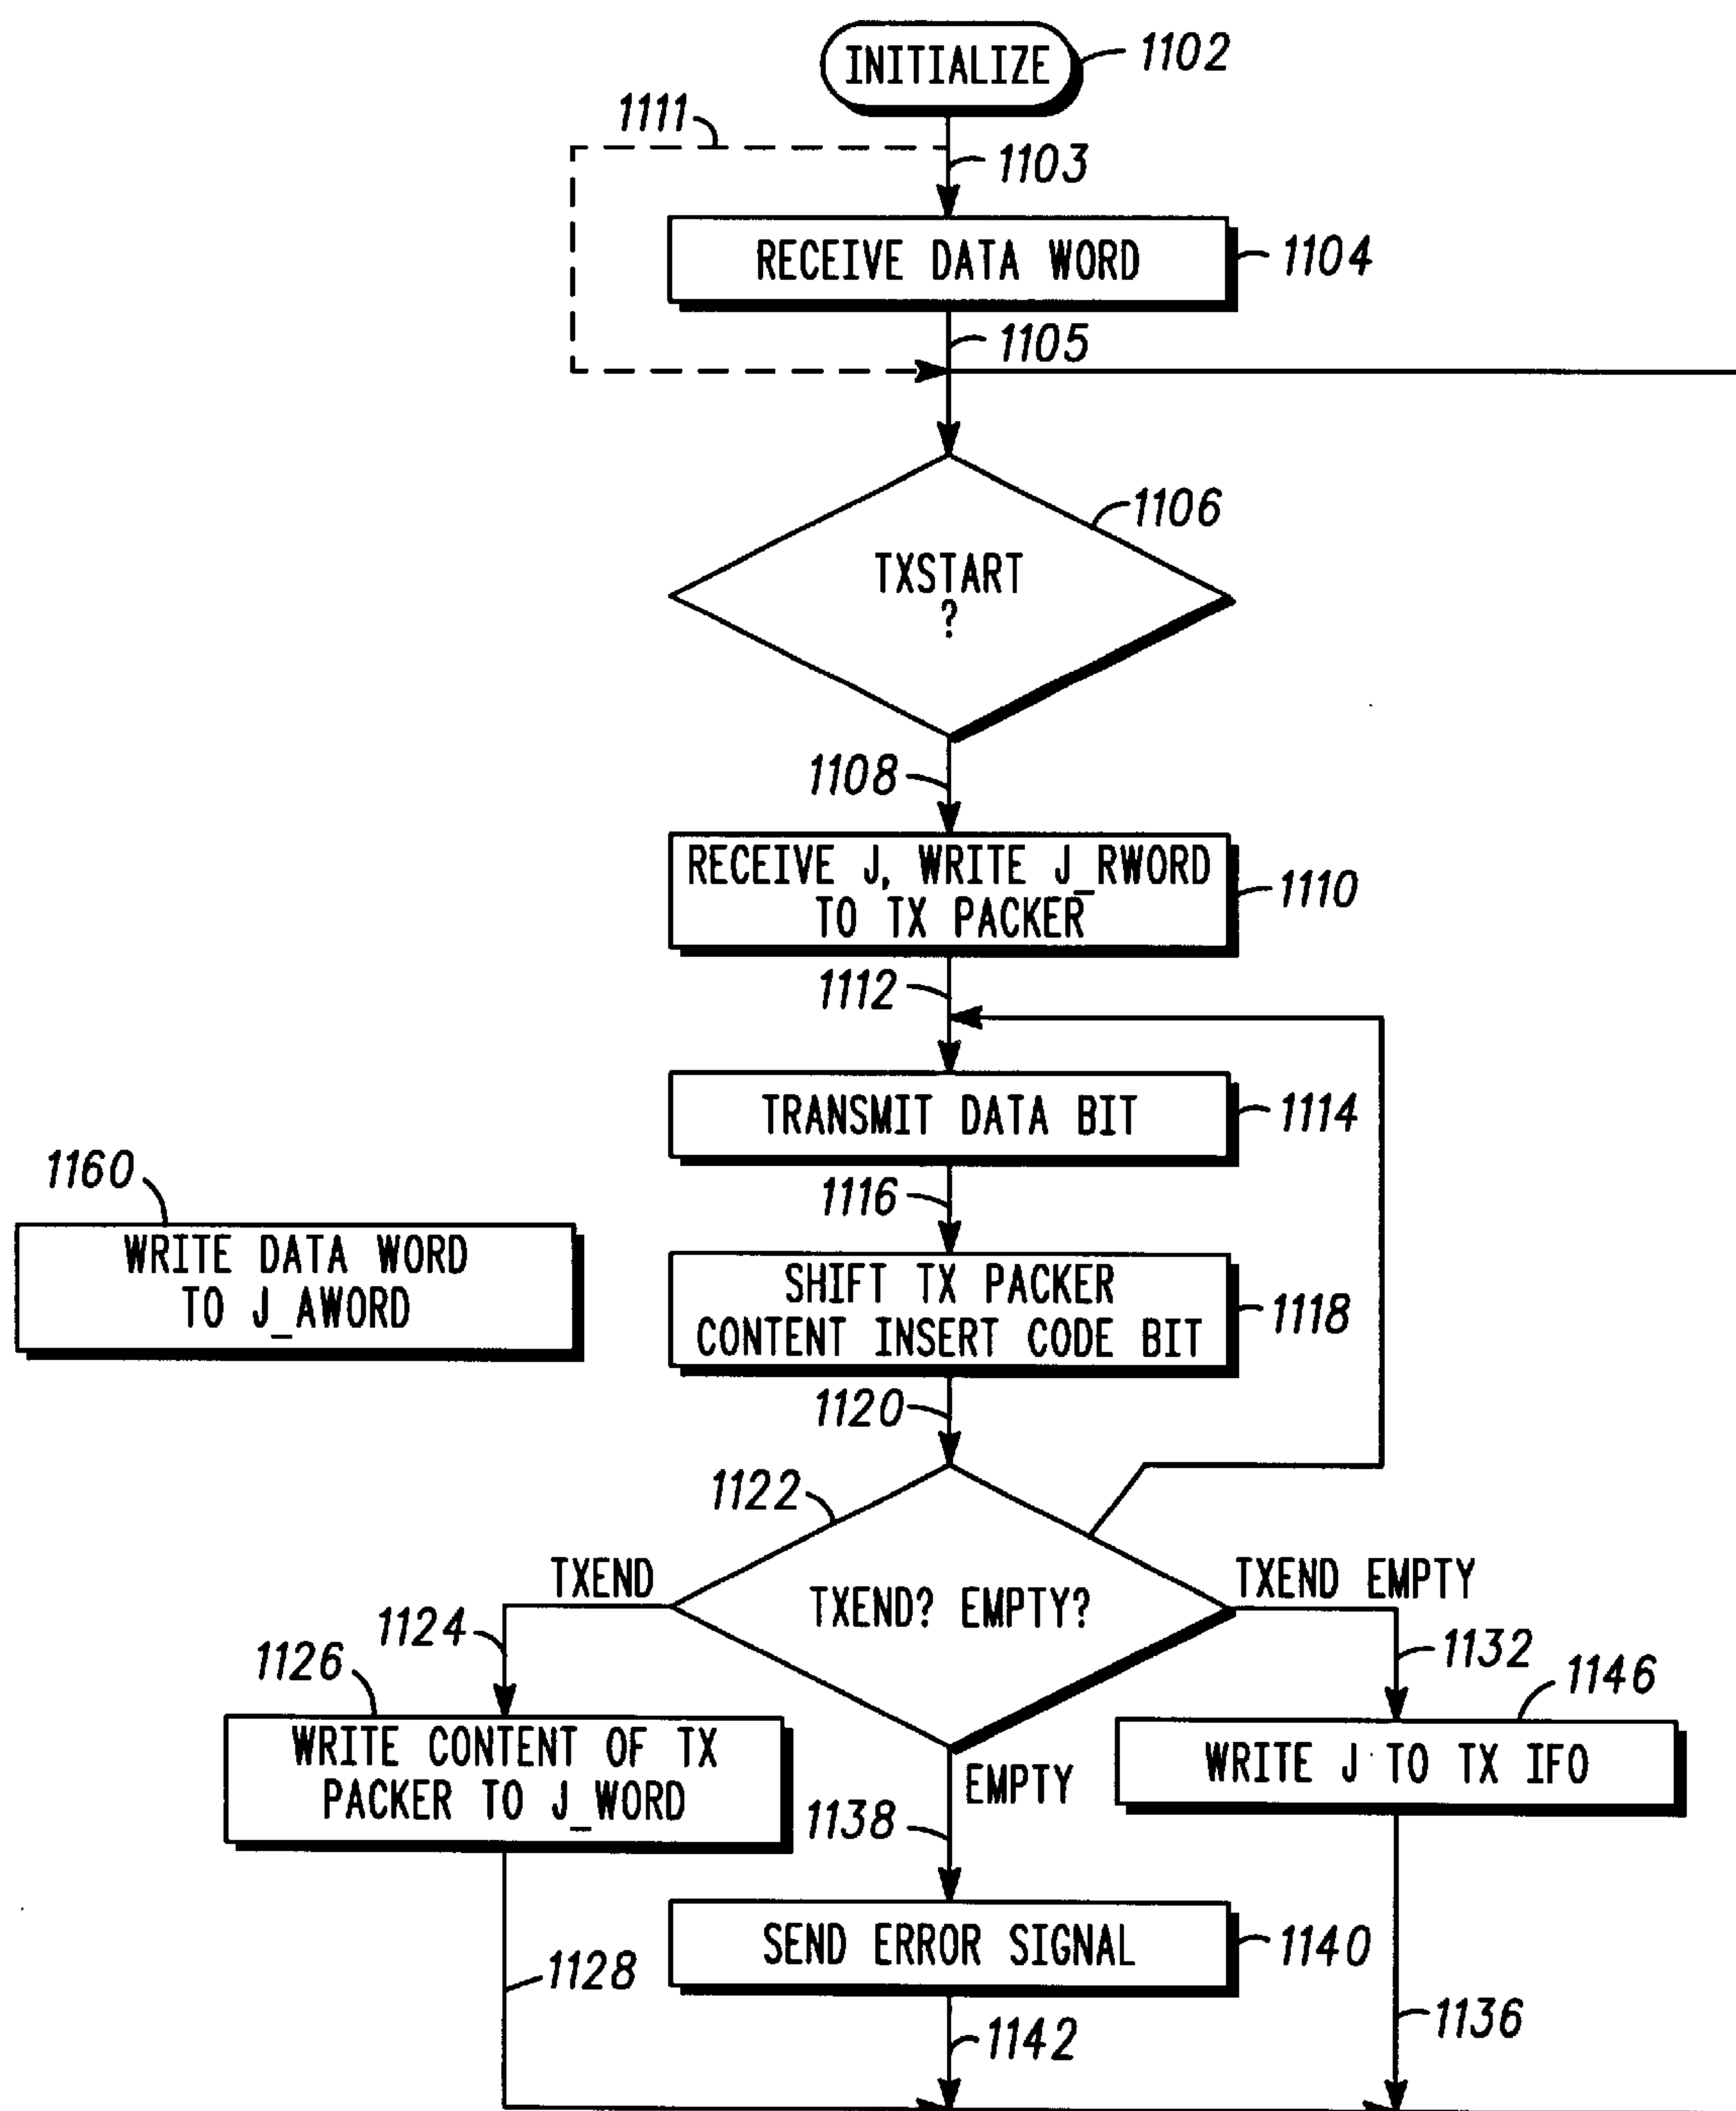 INITIALIZE
1102
1111
1103
RECEIVE DATA WORD
1104
1105
1106
TXSTART
?
1108
RECEIVE J, WRITE J_RWORD
TO TX PACKER
1110
1112
TRANSMIT DATA BIT
1114
1160
1116
WRITE DATA WORD
TO J_AWORD
SHIFT TX PACKER
CONTENT INSERT CODE BIT
1118
1120
1122
TXEND
TXEND? EMPTY?
TXEND EMPTY
1124
1132
1126
1146
WRITE CONTENT OF TX
PACKER TO J_WORD
EMPTY
WRITE J TO TX IFO
1138
SEND ERROR SIGNAL
1140
1128
1142
1136